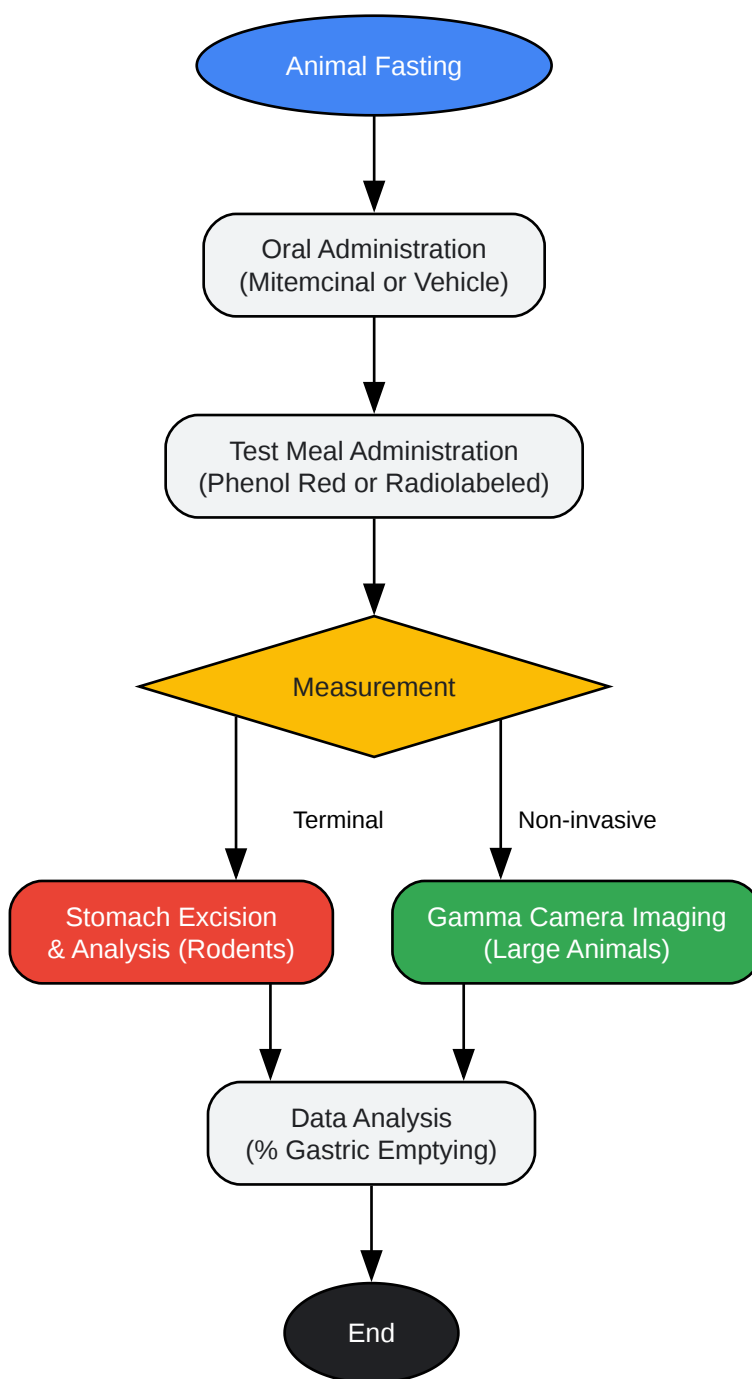 Animal Fasting
Oral Administration
(Mitemcinal or Vehicle)
Test Meal Administration
(Phenol Red or Radiolabeled)
Measurement
Terminal
Non-invasive
Stomach Excision
& Analysis (Rodents)
Gamma Camera Imaging
(Large Animals)
Data Analysis
(% Gastric Emptying)
End